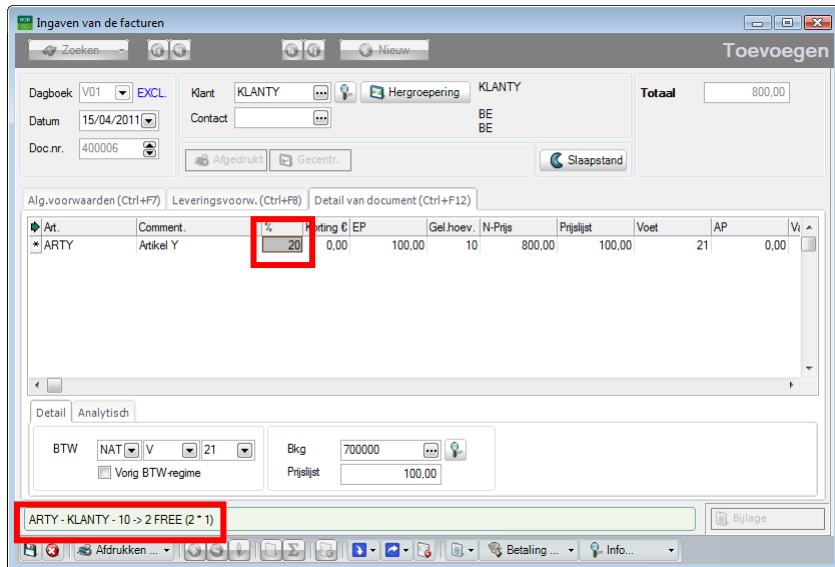 Ingaven van de facturen
Zoeken
Nieuw
Toevoegen
Dagboek V01 EXCL.
Klant KLANTY Hergroepering KLANTY
Totaal 800,00
Datum 15/04/2011
Contact
BE
BE
Doc.nr. 400006
Afgedrukt Gecentr. Slaapstand
Alg.voorwaarden (Ctrl+F7) Leveringsvoorw. (Ctrl+F8) Detail van document (Ctrl+F12)
Art. Comment. % Korting € EP Gel.hoev. N-Prijs Prijslijst Voet AP
* ARTY Artikel Y 20 0,00 100,00 10 800,00 100,00 21 0,00
Detail Analytisch
BTW NAT V 21 Bkg 700000
Vorig BTW-regime Prijslijst 100,00
ARTY - KLANTY - 10 -> 2 FREE (2 * 1) Bijlage
Afdrukken ... Σ Betaling ... Info...